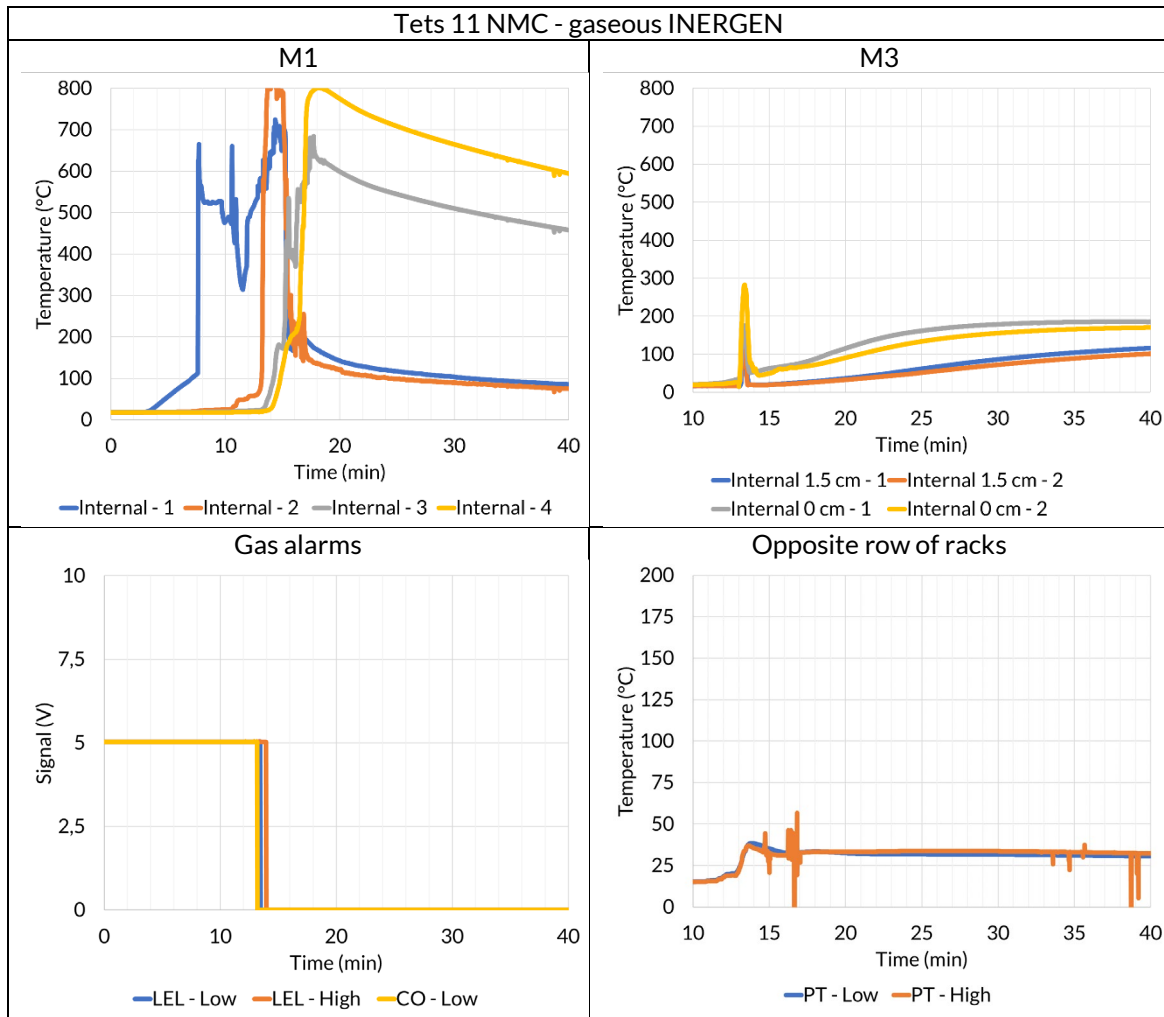 Tets 11 NMC - gaseous INERGEN
M1
800
700
600
500
400
300
200
100
0
Temperature (°C)
0
10
20
30
40
Time (min)
Internal - 1
Internal - 2
Internal - 3
Internal - 4
M3
800
700
600
500
400
300
200
100
0
Temperature (°C)
10
15
20
25
30
35
40
Time (min)
Internal 1.5 cm - 1
Internal 1.5 cm - 2
Internal 0 cm - 1
Internal 0 cm - 2
Gas alarms
10
7,5
5
2,5
0
Signal (V)
0
10
20
30
40
Time (min)
LEL - Low
LEL - High
CO - Low
Opposite row of racks
200
175
150
125
100
75
50
25
0
Temperature (°C)
10
15
20
25
30
35
40
Time (min)
PT - Low
PT - High